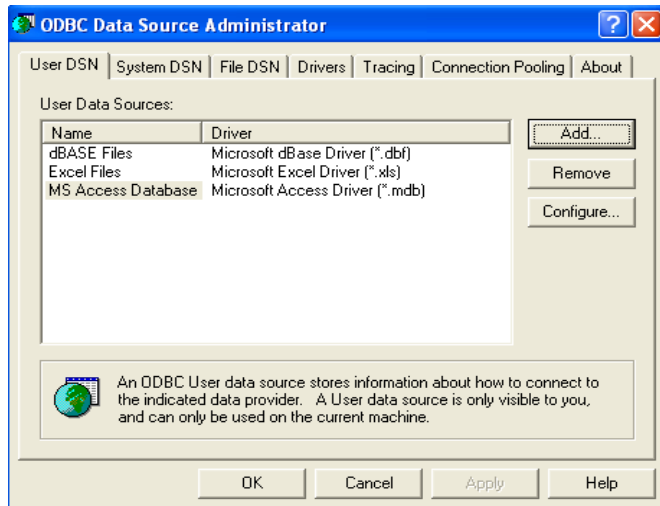 ODBC Data Source Administrator
User DSN System DSN File DSN Drivers Tracing Connection Pooling About
User Data Sources:
Name Driver
dBASE Files Microsoft dBase Driver (*.dbf)
Excel Files Microsoft Excel Driver (*.xls)
MS Access Database Microsoft Access Driver (*.mdb)
Add...
Remove
Configure...
An ODBC User data source stores information about how to connect to
the indicated data provider. A User data source is only visible to you,
and can only be used on the current machine.
OK Cancel Apply Help